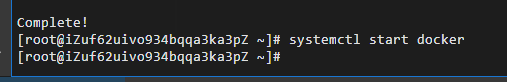 Complete!
[root@iZuf62uivo934bqqa3ka3pZ ~]# systemctl start docker
[root@iZuf62uivo934bqqa3ka3pZ ~]#